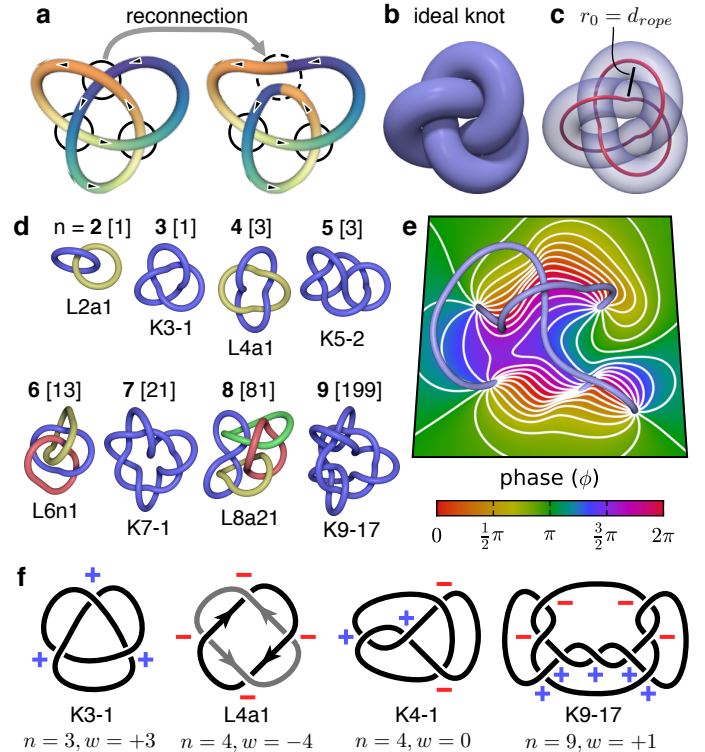 a
reconnection
b ideal knot
c
r₀ = d_rope
d
n = 2 [1]
3 [1]
4 [3]
5 [3]
L2a1
K3-1
L4a1
K5-2
6 [13]
7 [21]
8 [81]
9 [199]
L6n1
K7-1
L8a21
K9-17
e
phase (ϕ)
0
½π
π
3/2π
2π
f
+
+
+
−
−
−
−
+
+
−
−
−
−
−
−
+
+
+
+
+
K3-1
L4a1
K4-1
K9-17
n = 3, w = +3
n = 4, w = −4
n = 4, w = 0
n = 9, w = +1